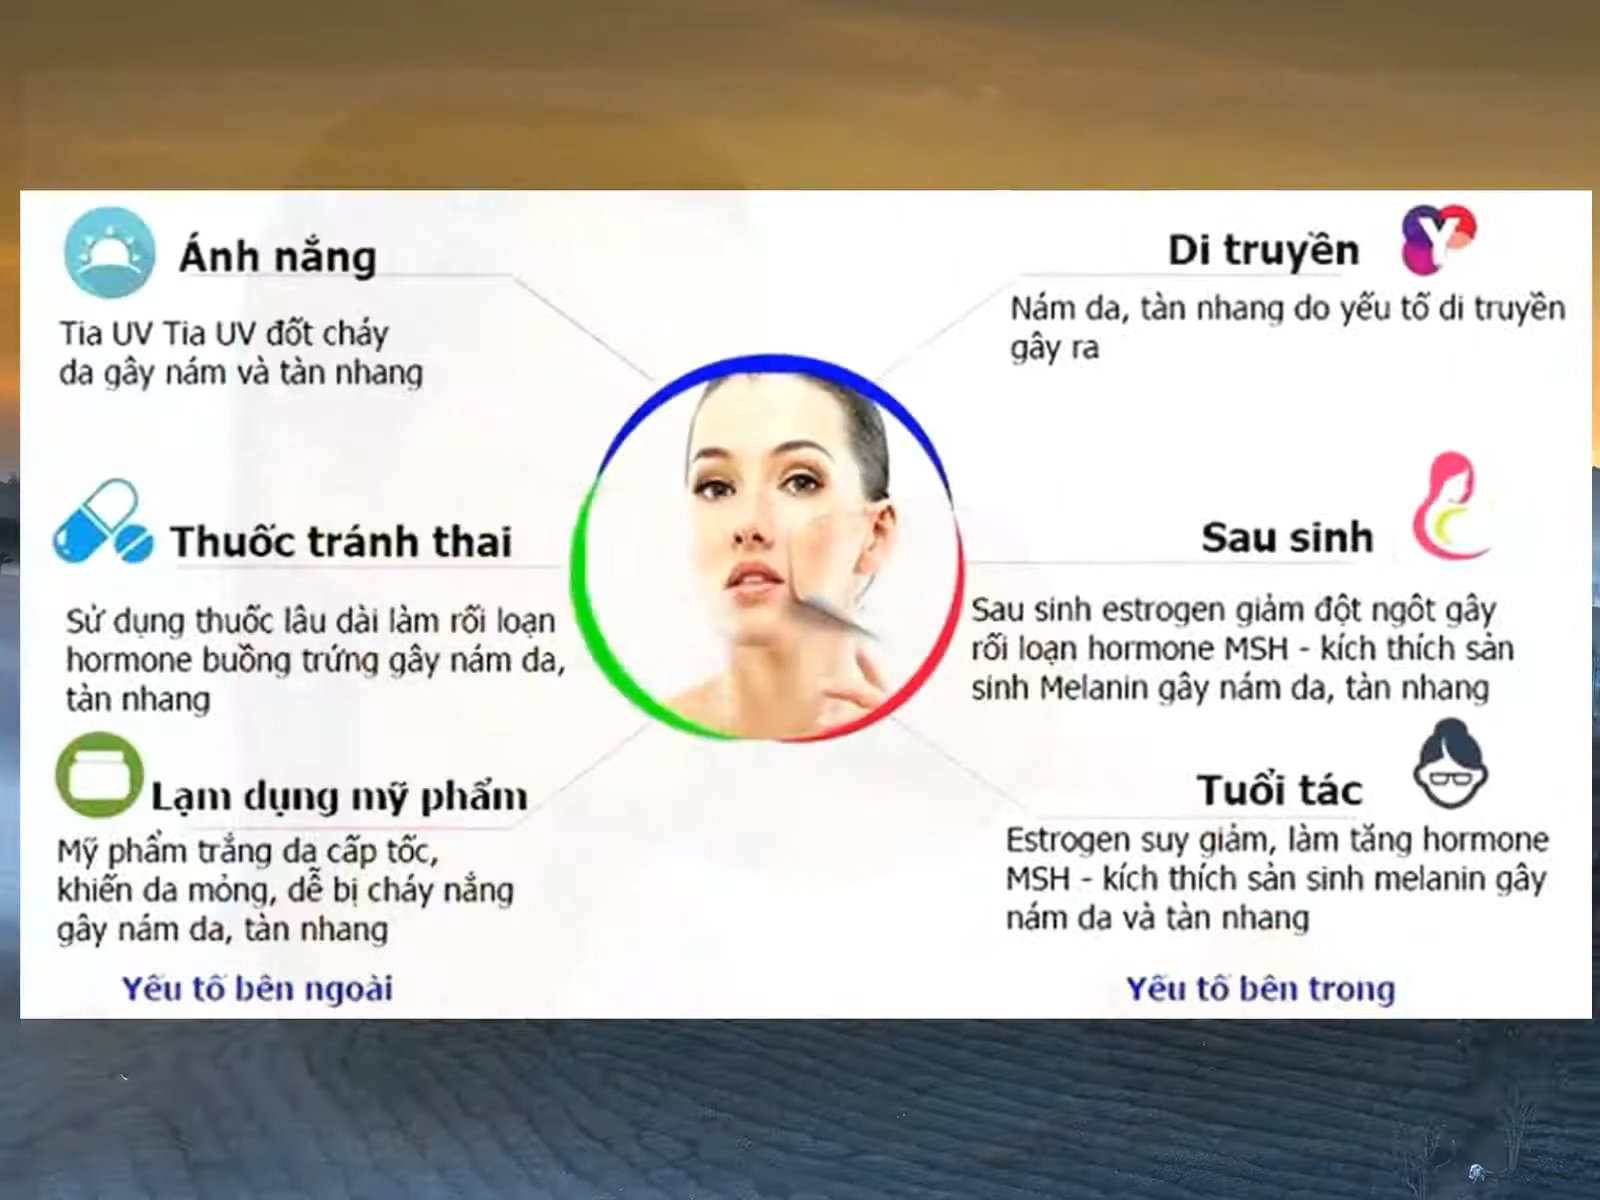 Ánh nắng
Tia UV Tia UV đốt cháy
da gây nám và tàn nhang
Thuốc tránh thai
Sử dụng thuốc lâu dài làm rối loạn
hormone buồng trứng gây nám da,
tàn nhang
Lạm dụng mỹ phẩm
Mỹ phẩm trắng da cấp tốc,
khiến da mỏng, dễ bị cháy nắng
gây nám da, tàn nhang
Yếu tố bên ngoài
Di truyền
Y
Nám da, tàn nhang do yếu tố di truyền
gây ra
Sau sinh
Sau sinh estrogen giảm đột ngôt gây
rối loạn hormone MSH - kích thích sản
sinh Melanin gây nám da, tàn nhang
Tuổi tác
Estrogen suy giảm, làm tăng hormone
MSH - kích thích sản sinh melanin gây
nám da và tàn nhang
Yếu tố bên trong